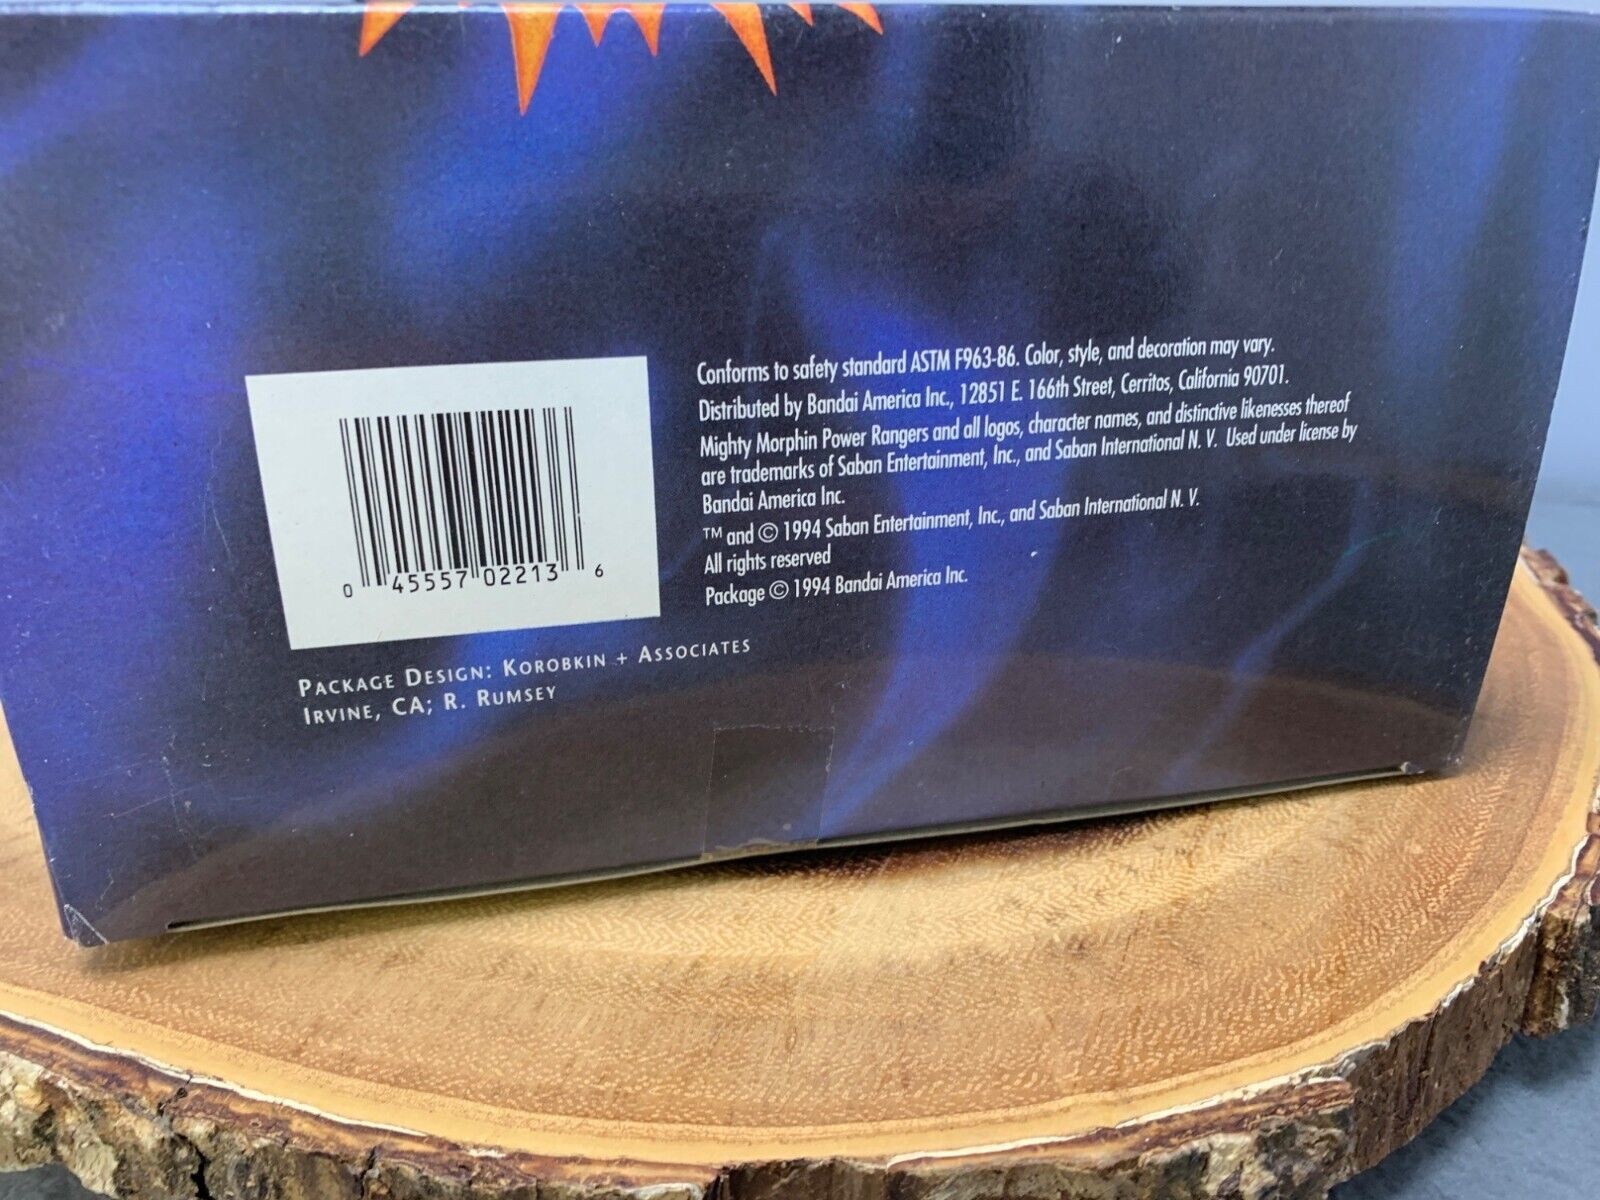 Conforms to safety standard ASTM F963-86. Color, style, and decoration may vary.
Distributed by Bandai America Inc., 12851 E. 166th Street, Cerritos, California 90701.
Mighty Morphin Power Rangers and all logos, character names, and distinctive likenesses thereof
are trademarks of Saban Entertainment, Inc., and Saban International N. V. Used under license by
Bandai America Inc.
™ and © 1994 Saban Entertainment, Inc., and Saban International N. V.
All rights reserved
Package © 1994 Bandai America Inc.
0 45557 02213 6
PACKAGE DESIGN: KOROBKIN + ASSOCIATES
IRVINE, CA; R. RUMSEY